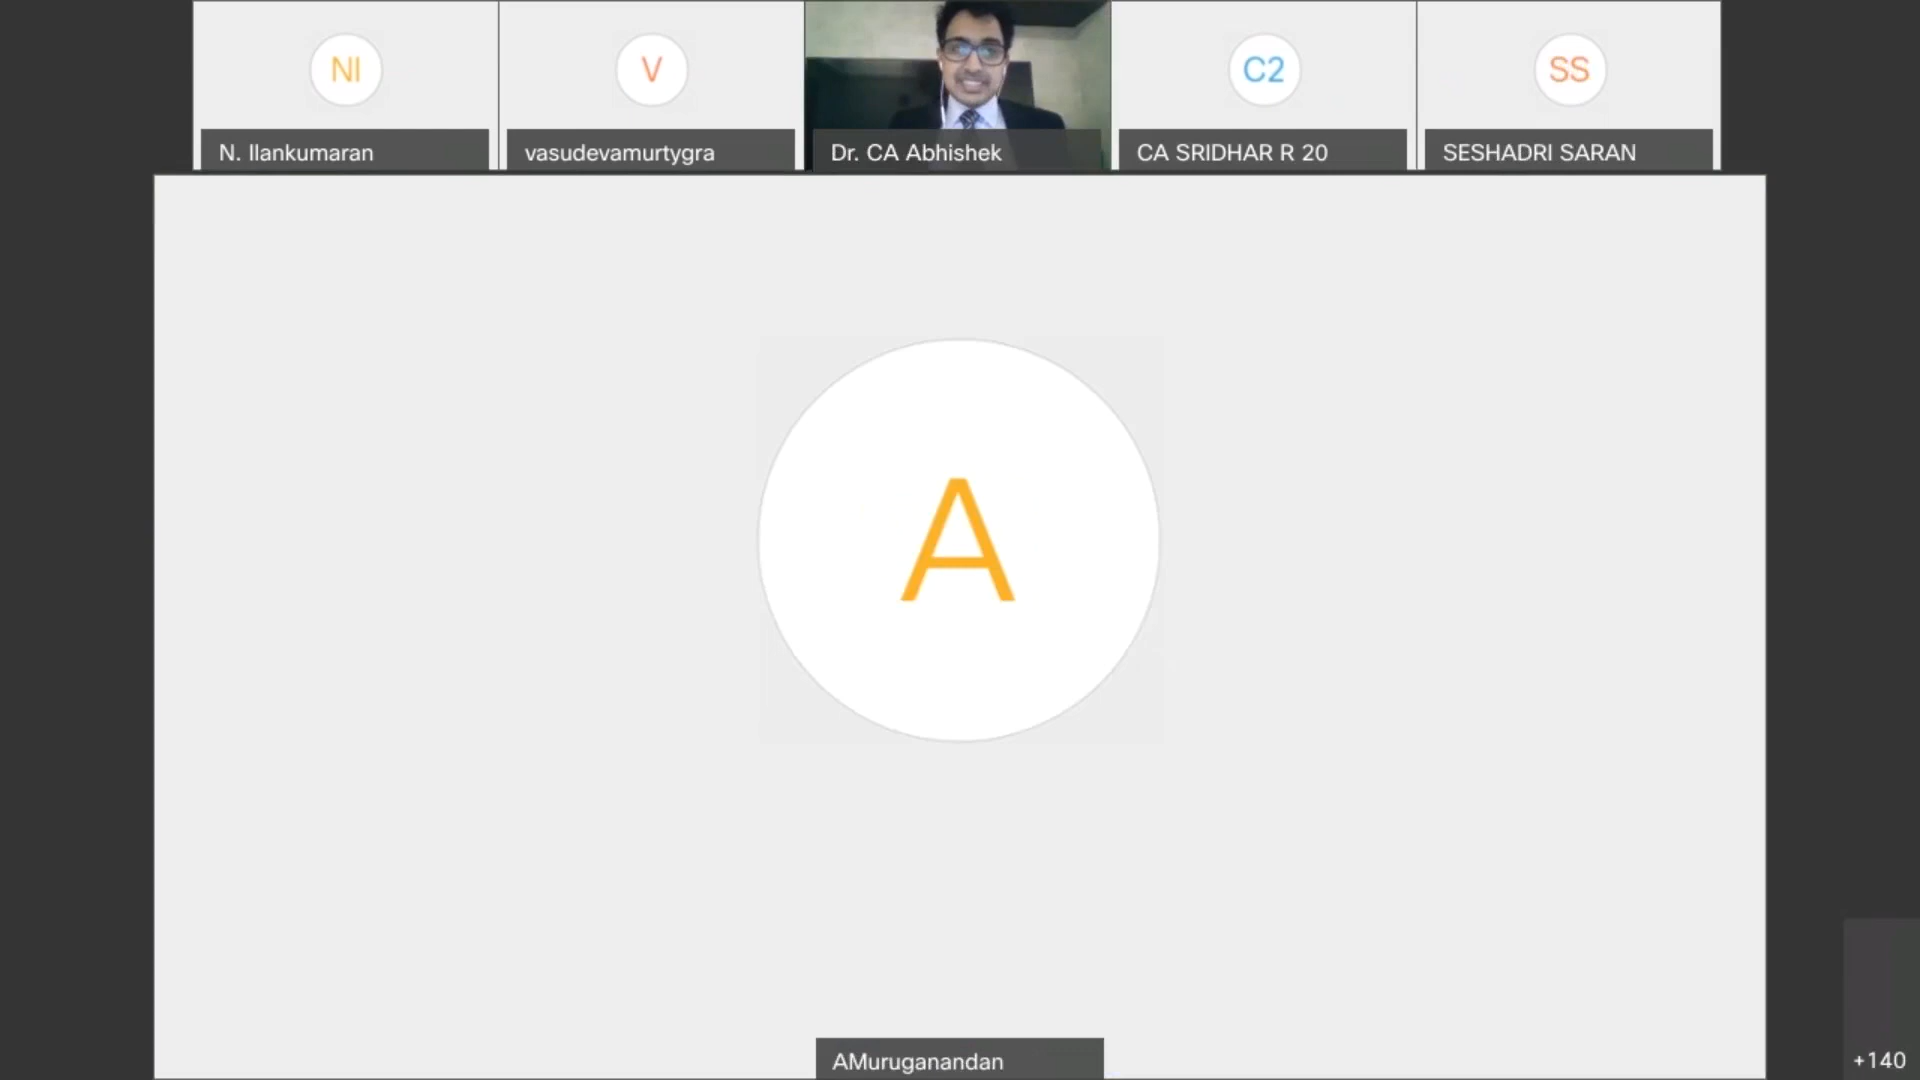 NI
V
C2
SS
N. Ilankumaran
vasudevamurtygra
Dr. CA Abhishek
CA SRIDHAR R 20
SESHADRI SARAN
A
AMuruganandan
+140